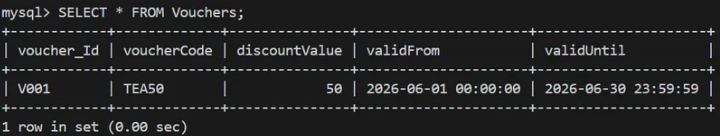 mysql> SELECT * FROM Vouchers;
+------------+-------------+---------------+---------------------+---------------------+
| voucher_Id | voucherCode | discountValue | validFrom           | validUntil          |
+------------+-------------+---------------+---------------------+---------------------+
| V001       | TEA50       |            50 | 2026-06-01 00:00:00 | 2026-06-30 23:59:59 |
+------------+-------------+---------------+---------------------+---------------------+
1 row in set (0.00 sec)